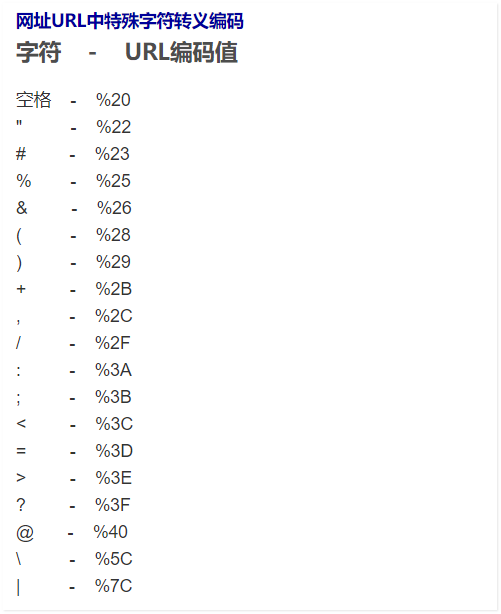 网址URL中特殊字符转义编码
字符 - URL编码值
空格 - %20
" - %22
# - %23
% - %25
& - %26
( - %28
) - %29
+ - %2B
, - %2C
/ - %2F
: - %3A
; - %3B
< - %3C
= - %3D
> - %3E
? - %3F
@ - %40
\ - %5C
| - %7C